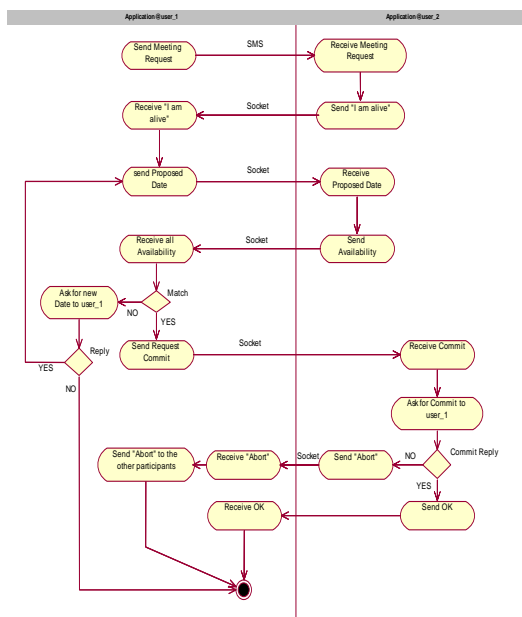 Application@user_1
Application@user_2
Send Meeting
Request
SMS
Receive Meeting
Request
Receive "I am
alive"
Socket
Send "I am alive"
send Proposed
Date
Socket
Receive
Proposed Date
Receive all
Availability
Socket
Send
Availability
Ask for new
Date to user_1
NO
Match
YES
Send Request
Commit
Socket
Receive Commit
YES
Reply
NO
Ask for Commit to
user_1
Send "Abort" to the
other participants
Receive "Abort"
Socket
Send "Abort"
NO
Commit Reply
YES
Receive OK
Send OK